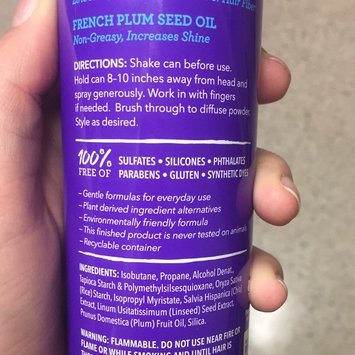 Hair Fiber
FRENCH PLUM SEED OIL
Non-Greasy, Increases Shine
DIRECTIONS: Shake can before use.
Hold can 8-10 inches away from head and
spray generously. Work in with fingers
if needed. Brush through to diffuse powder.
Style as desired.
100% FREE OF
SULFATES • SILICONES • PHTHALATES
PARABENS • GLUTEN • SYNTHETIC DYES
- Gentle formulas for everyday use
- Plant derived ingredient alternatives
- Environmentally friendly formula
- This finished product is never tested on animals
- Recyclable container
INGREDIENTS: Isobutane, Propane, Alcohol Denat.,
Tapioca Starch & Polymethylsilsesquioxane, Oryza Sativa
(Rice) Starch, Isopropyl Myristate, Salvia Hispanica (Chia)
Extract, Linum Usitatissimum (Linseed) Seed Extract,
Prunus Domestica (Plum) Fruit Oil, Silica.
WARNING: FLAMMABLE. DO NOT USE NEAR FIRE OR
FLAME OR WHILE SMOKING AND UNTIL HAIR IS